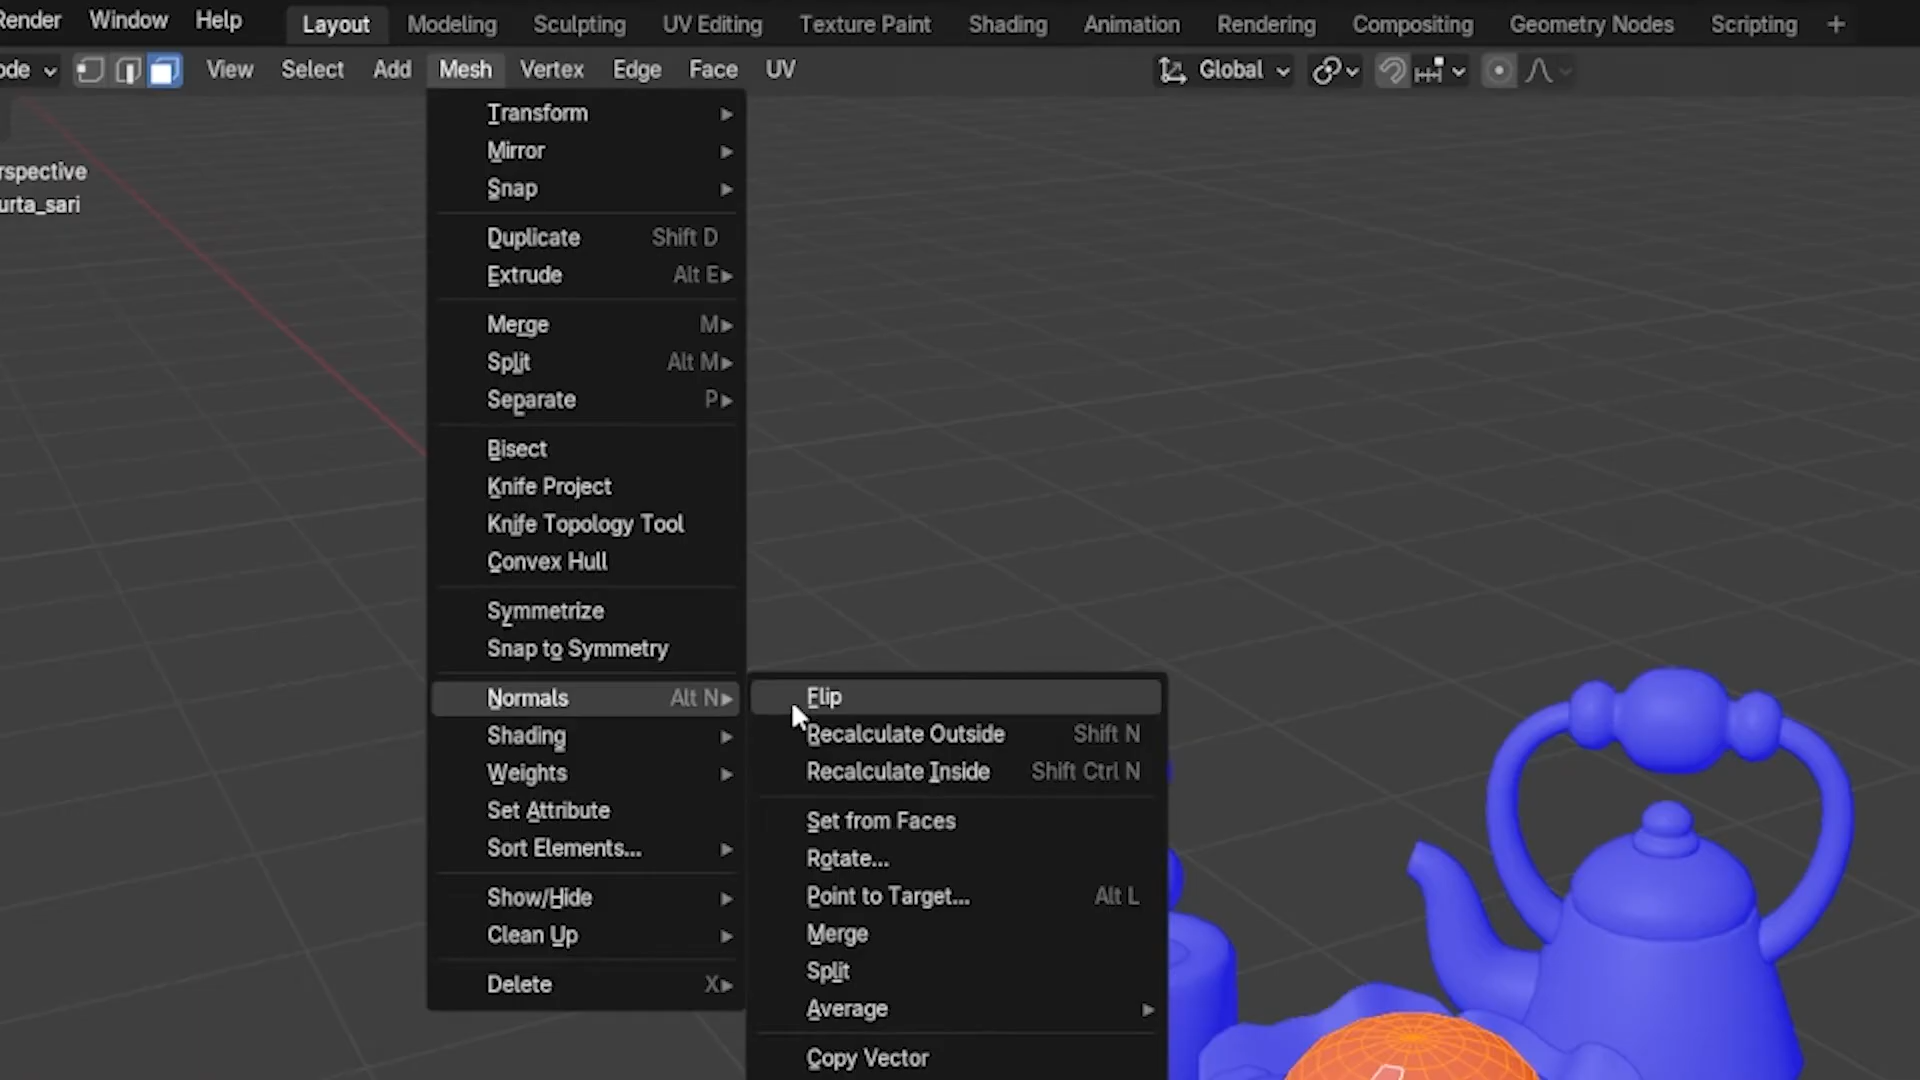 Render Window Help Layout Modeling Sculpting UV Editing Texture Paint Shading Animation Rendering Compositing Geometry Nodes Scripting +
ode View Select Add Mesh Vertex Edge Face UV Global
rspective
urta_sari
Transform
Mirror
Snap
Duplicate Shift D
Extrude Alt E
Merge M
Split Alt M
Separate P
Bisect
Knife Project
Knife Topology Tool
Convex Hull
Symmetrize
Snap to Symmetry
Normals Alt N
Shading
Weights
Set Attribute
Sort Elements...
Show/Hide
Clean Up
Delete X
Flip
Recalculate Outside Shift N
Recalculate Inside Shift Ctrl N
Set from Faces
Rotate...
Point to Target... Alt L
Merge
Split
Average
Copy Vector